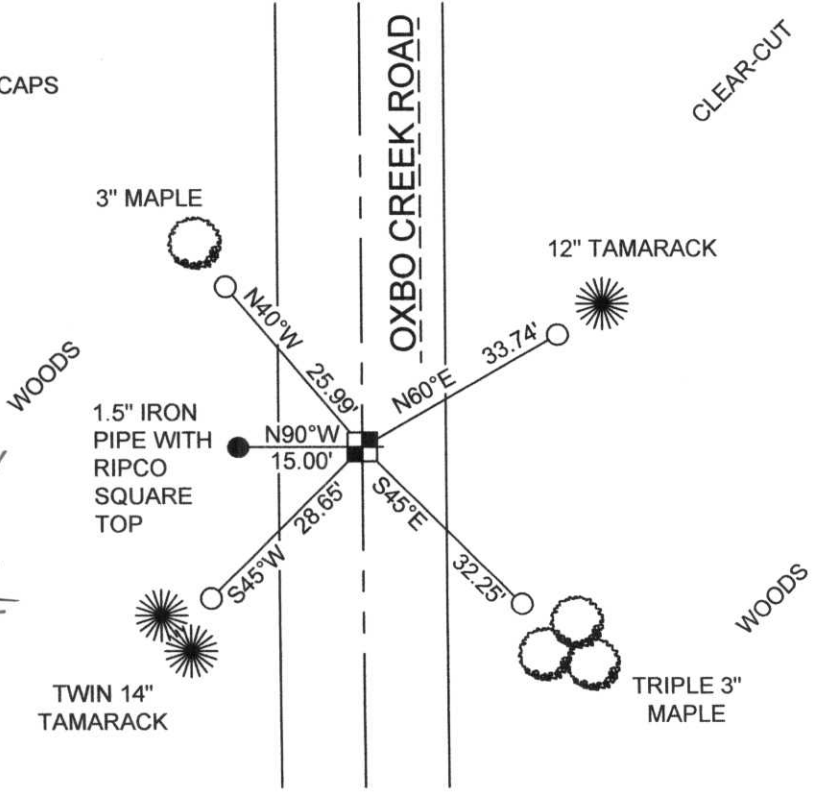 CAPS
CLEAR-CUT
OXBO CREEK ROAD
3" MAPLE
12" TAMARACK
N40°W 25.99'
N60°E 33.74'
WOODS
1.5" IRON
PIPE WITH
RIPCO
SQUARE
TOP
N90°W
15.00'
S45°W 28.65'
S45°E 32.25'
WOODS
TWIN 14"
TAMARACK
TRIPLE 3"
MAPLE